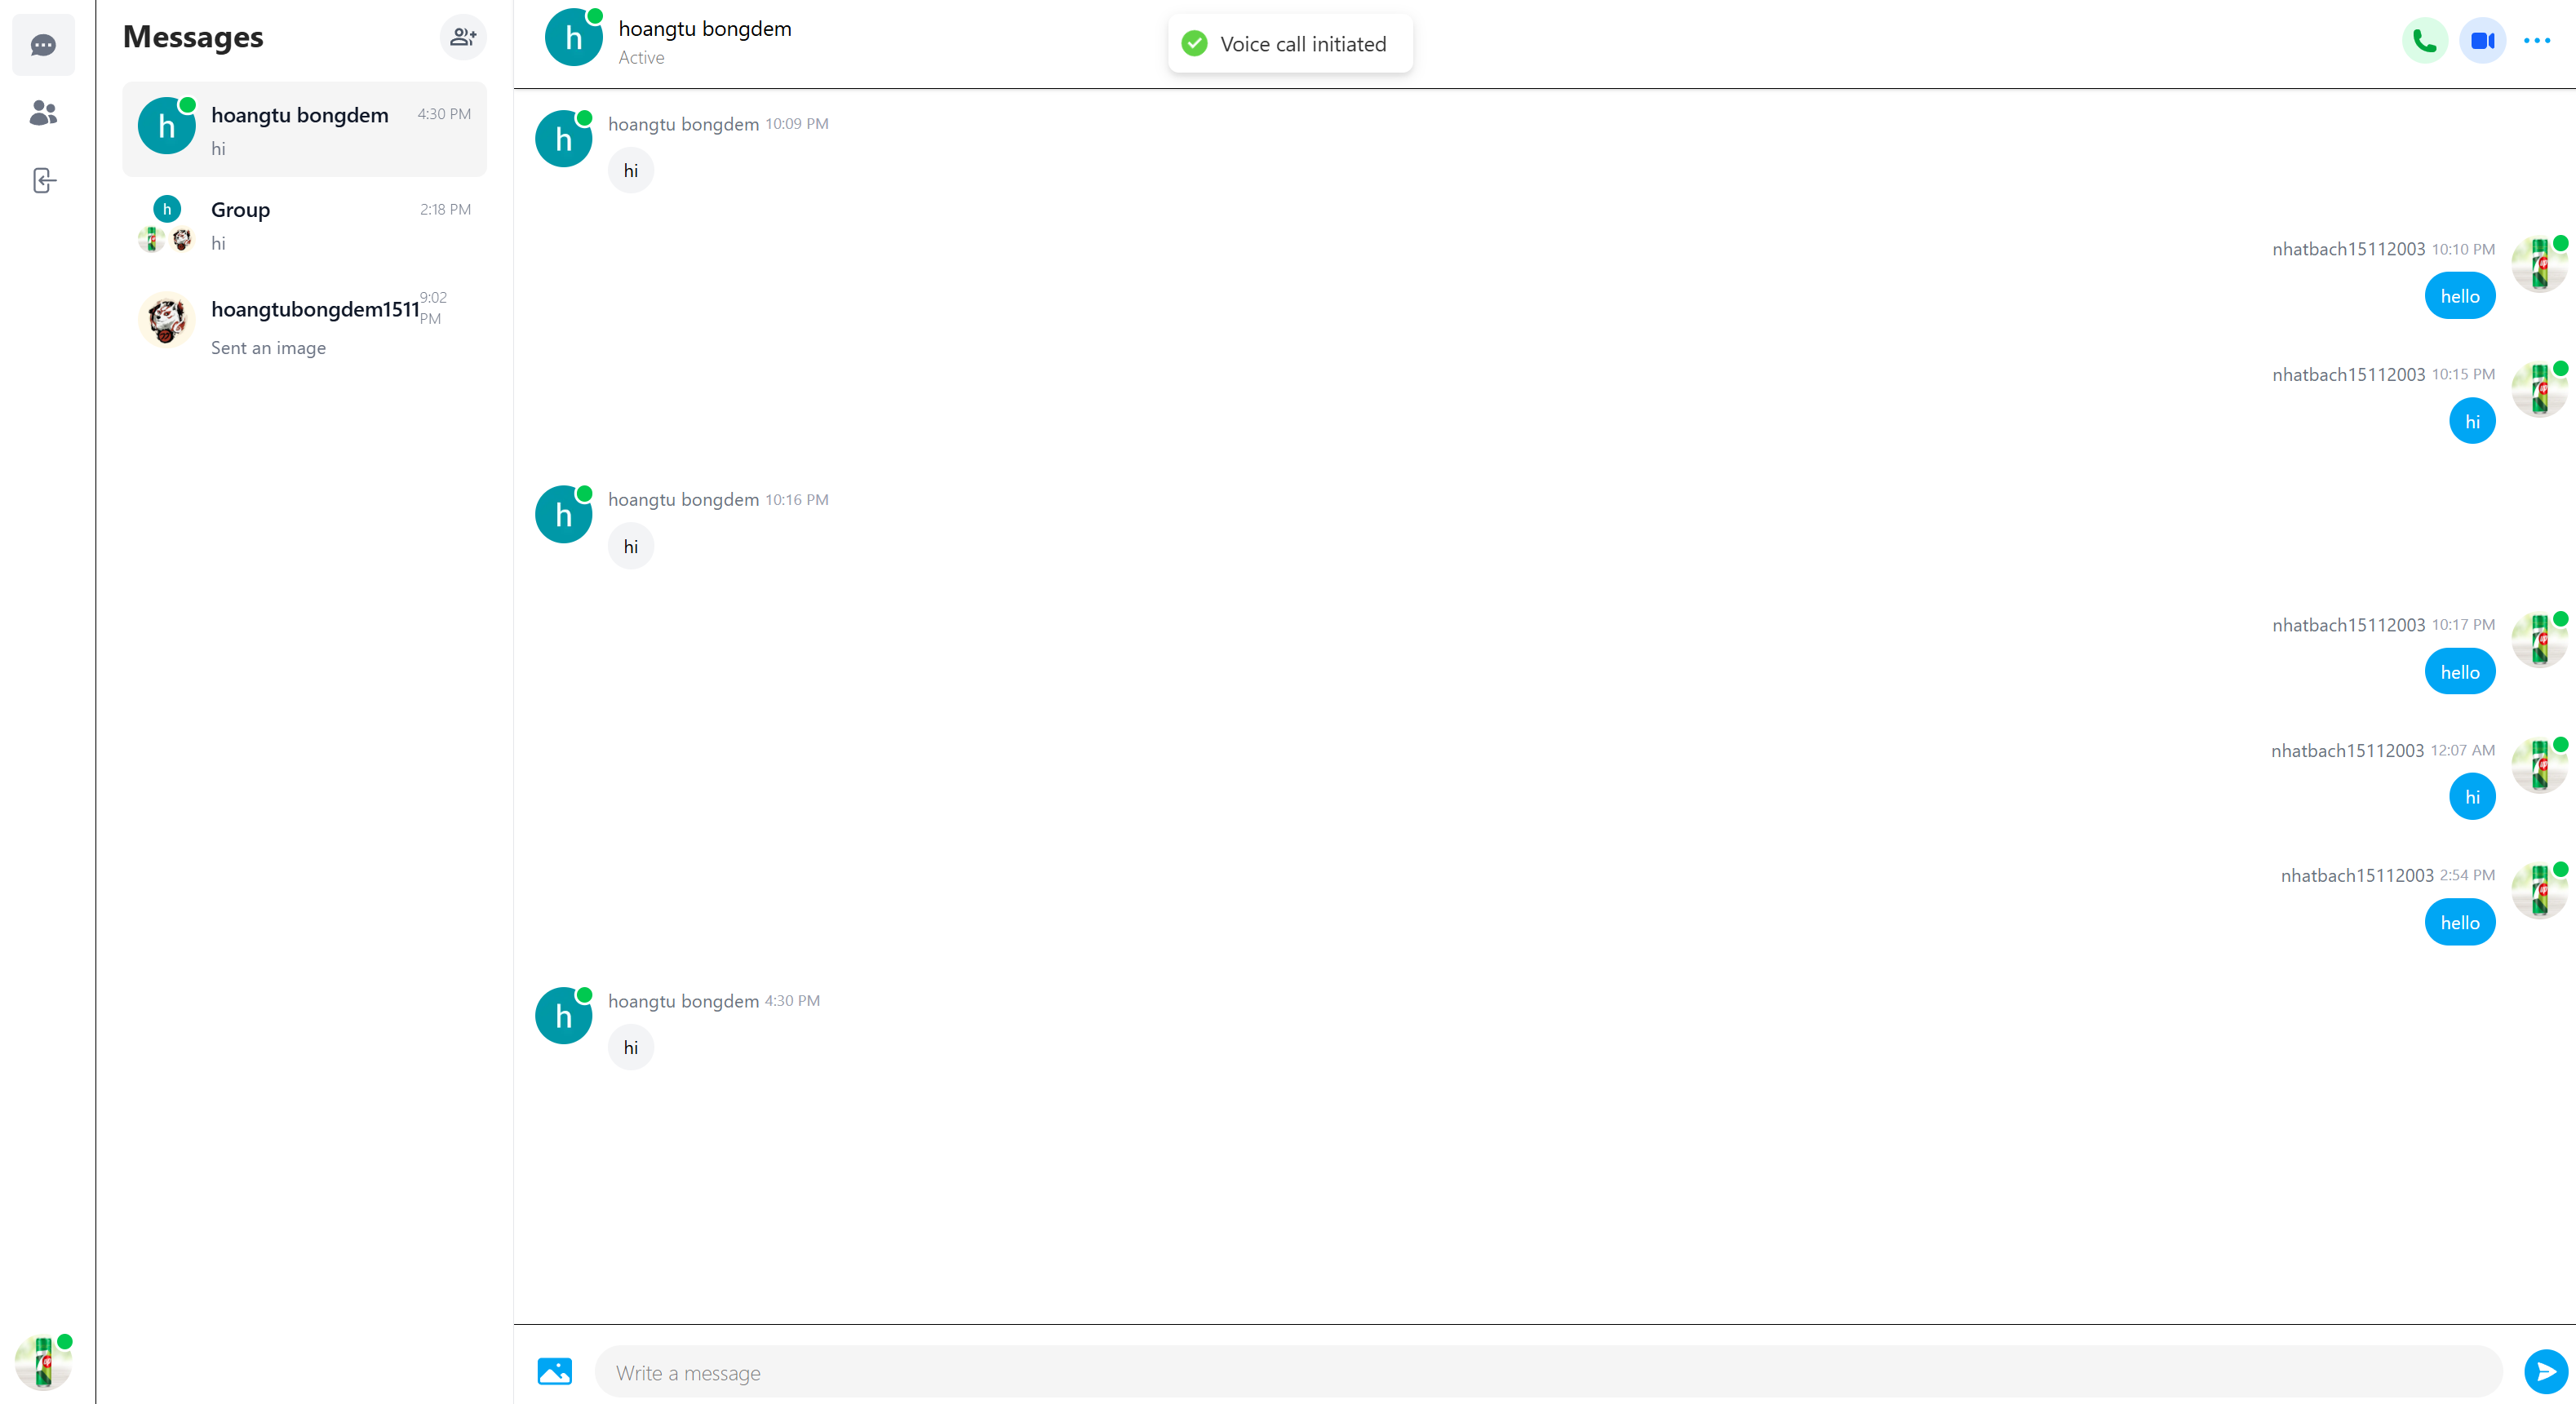 Messages
hoangtu bongdem 4:30 PM
hi
h
Group 2:18 PM
hi
h
hoangtubongdem1511 9:02 PM
Sent an image
h
hoangtu bongdem
Active
Voice call initiated
h
hoangtu bongdem 10:09 PM
hi
nhatbach15112003 10:10 PM
hello
nhatbach15112003 10:15 PM
hi
h
hoangtu bongdem 10:16 PM
hi
nhatbach15112003 10:17 PM
hello
nhatbach15112003 12:07 AM
hi
nhatbach15112003 2:54 PM
hello
h
hoangtu bongdem 4:30 PM
hi
Write a message